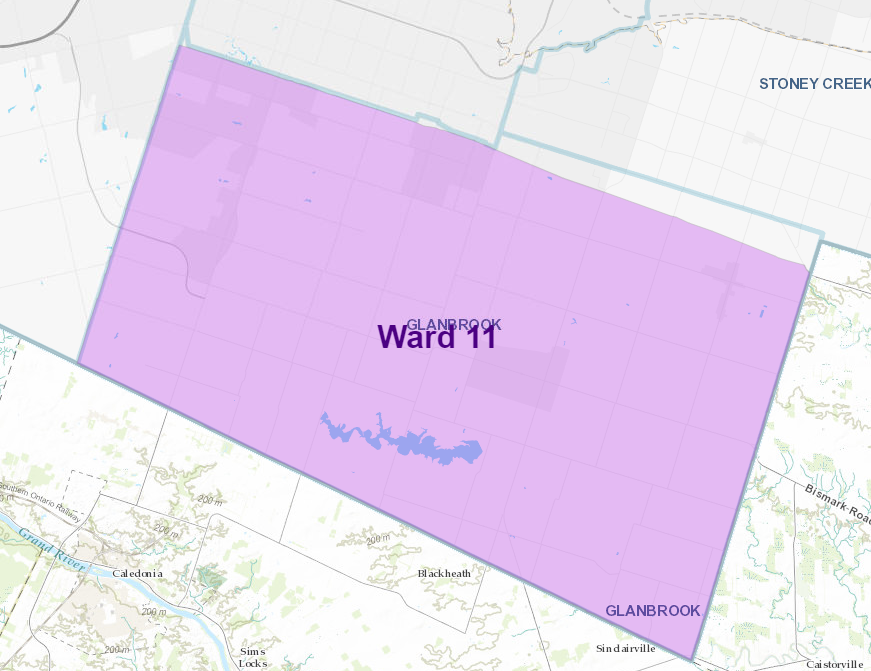 STONEY CREEK
GLANBROOK
Ward 11
Bismark Road
Southern Ontario Railway
200 m
200 m
200 m
Grand River
Caledonia
Blackheath
200 m
GLANBROOK
200 m
Sims
Locks
Sinclairville
Caistorville